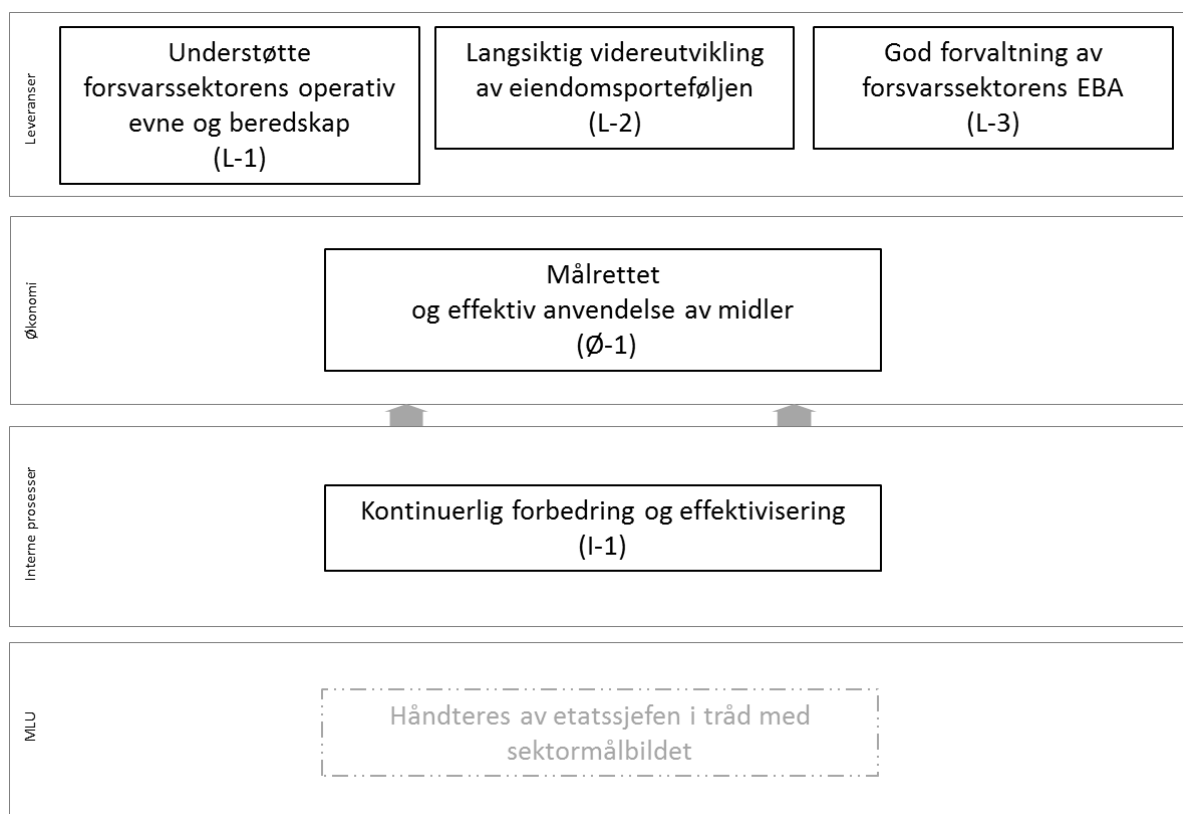 Leveranser
Understøtte
forsvarssektorens operativ
evne og beredskap
(L-1)
Langsiktig videreutvikling
av eiendomsporteføljen
(L-2)
God forvaltning av
forsvarssektorens EBA
(L-3)
Økonomi
Målrettet
og effektiv anvendelse av midler
(Ø-1)
Interne prosesser
Kontinuerlig forbedring og effektivisering
(I-1)
MLU
Håndteres av etatssjefen i tråd med
sektormålbildet